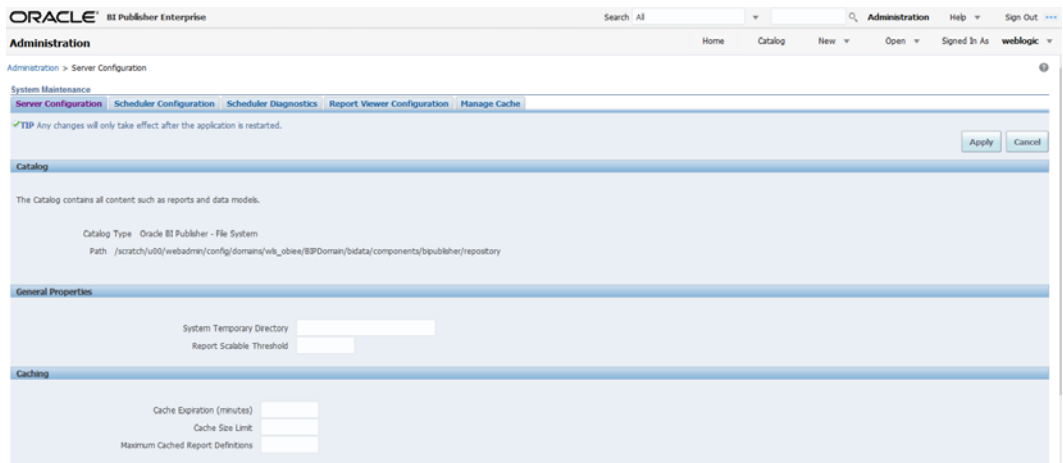 ORACLE BI Publisher Enterprise Search All Administration Help Sign Out
Administration Home Catalog New Open Signed In As weblogic
Administration > Server Configuration
System Maintenance
Server Configuration Scheduler Configuration Scheduler Diagnostics Report Viewer Configuration Manage Cache
TIP Any changes will only take effect after the application is restarted.
Apply Cancel
Catalog
The Catalog contains all content such as reports and data models.
Catalog Type Oracle BI Publisher - File System
Path /scratch/u00/webadmin/config/domains/wls_obiee/BIPDomain/bidata/components/bipublisher/repository
General Properties
System Temporary Directory
Report Scalable Threshold
Caching
Cache Expiration (minutes)
Cache Size Limit
Maximum Cached Report Definitions